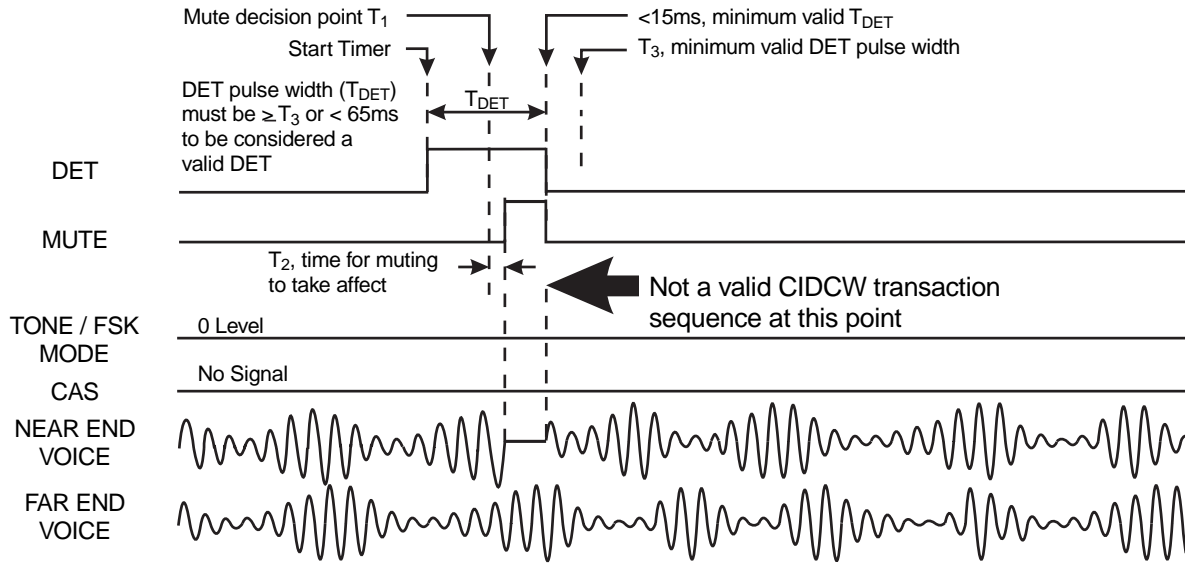 Mute decision point T₁
<15ms, minimum valid T_DET
Start Timer
T₃, minimum valid DET pulse width
DET pulse width (T_DET)
must be ≥ T₃ or < 65ms
to be considered a
valid DET
T_DET
DET
MUTE
T₂, time for muting
to take affect
Not a valid CIDCW transaction
sequence at this point
TONE / FSK
MODE
0 Level
CAS
No Signal
NEAR END
VOICE
FAR END
VOICE